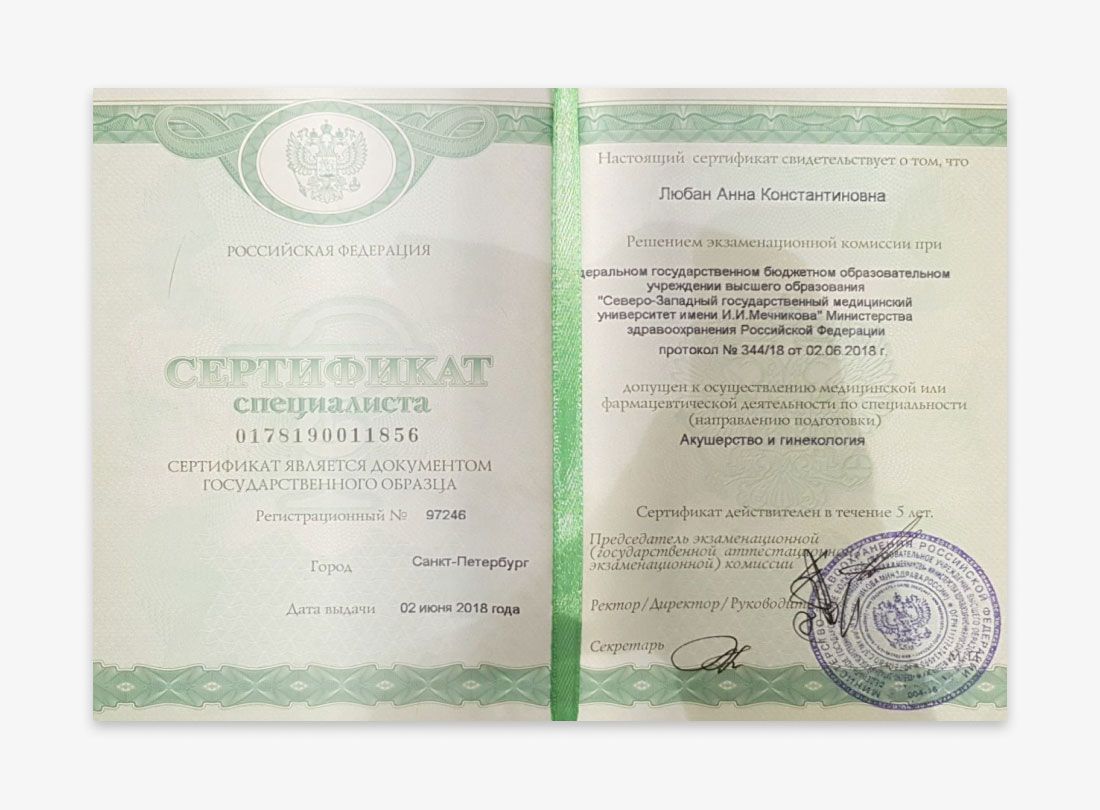 РОССИЙСКАЯ ФЕДЕРАЦИЯ
СЕРТИФИКАТ
специалиста
0178190011856
СЕРТИФИКАТ ЯВЛЯЕТСЯ ДОКУМЕНТОМ
ГОСУДАРСТВЕННОГО ОБРАЗЦА
Регистрационный № 97246
Город Санкт-Петербург
Дата выдачи 02 июня 2018 года
Настоящий сертификат свидетельствует о том, что
Любан Анна Константиновна
Решением экзаменационной комиссии при
деральном государственном бюджетном образовательном
учреждении высшего образования
"Северо-Западный государственный медицинский
университет имени И.И.Мечникова" Министерства
здравоохранения Российской Федерации
протокол № 344/18 от 02.06.2018 г.
допущен к осуществлению медицинской или
фармацевтической деятельности по специальности
(направлению подготовки)
Акушерство и гинекология
Сертификат действителен в течение 5 лет.
Председатель экзаменационной
(государственной аттестационно
экзаменационной) комиссии
Ректор/Директор/Руководит
Секретарь